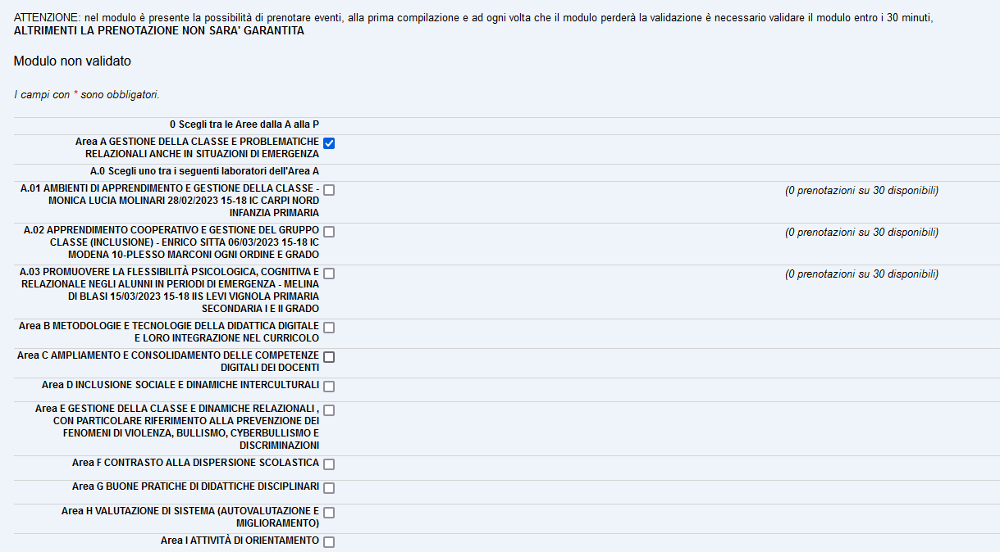 ATTENZIONE: nel modulo è presente la possibilità di prenotare eventi, alla prima compilazione e ad ogni volta che il modulo perderà la validazione è necessario validare il modulo entro i 30 minuti,
ALTRIMENTI LA PRENOTAZIONE NON SARA' GARANTITA
Modulo non validato
I campi con * sono obbligatori.
0 Scegli tra le Aree dalla A alla P
Area A GESTIONE DELLA CLASSE E PROBLEMATICHE
RELAZIONALI ANCHE IN SITUAZIONI DI EMERGENZA
A.0 Scegli uno tra i seguenti laboratori dell'Area A
A.01 AMBIENTI DI APPRENDIMENTO E GESTIONE DELLA CLASSE -
MONICA LUCIA MOLINARI 28/02/2023 15-18 IC CARPI NORD
INFANZIA PRIMARIA
(0 prenotazioni su 30 disponibili)
A.02 APPRENDIMENTO COOPERATIVO E GESTIONE DEL GRUPPO
CLASSE (INCLUSIONE) - ENRICO SITTA 06/03/2023 15-18 IC
MODENA 10-PLESSO MARCONI OGNI ORDINE E GRADO
(0 prenotazioni su 30 disponibili)
A.03 PROMUOVERE LA FLESSIBILITÀ PSICOLOGICA, COGNITIVA E
RELAZIONALE NEGLI ALUNNI IN PERIODI DI EMERGENZA - MELINA
DI BLASI 15/03/2023 15-18 IIS LEVI VIGNOLA PRIMARIA
SECONDARIA I E II GRADO
(0 prenotazioni su 30 disponibili)
Area B METODOLOGIE E TECNOLOGIE DELLA DIDATTICA DIGITALE
E LORO INTEGRAZIONE NEL CURRICOLO
Area C AMPLIAMENTO E CONSOLIDAMENTO DELLE COMPETENZE
DIGITALI DEI DOCENTI
Area D INCLUSIONE SOCIALE E DINAMICHE INTERCULTURALI
Area E GESTIONE DELLA CLASSE E DINAMICHE RELAZIONALI ,
CON PARTICOLARE RIFERIMENTO ALLA PREVENZIONE DEI
FENOMENI DI VIOLENZA, BULLISMO, CYBERBULLISMO E
DISCRIMINAZIONI
Area F CONTRASTO ALLA DISPERSIONE SCOLASTICA
Area G BUONE PRATICHE DI DIDATTICHE DISCIPLINARI
Area H VALUTAZIONE DI SISTEMA (AUTOVALUTAZIONE E
MIGLIORAMENTO)
Area I ATTIVITÀ DI ORIENTAMENTO